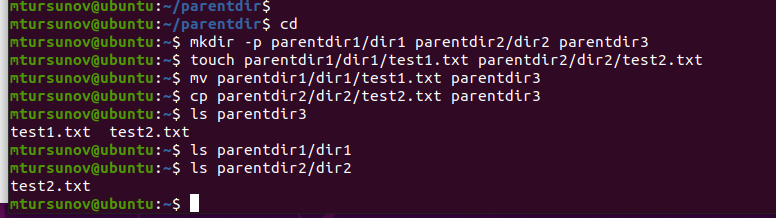 mtursunov@ubuntu:~/parentdir$
mtursunov@ubuntu:~/parentdir$ cd
mtursunov@ubuntu:~$ mkdir -p parentdir1/dir1 parentdir2/dir2 parentdir3
mtursunov@ubuntu:~$ touch parentdir1/dir1/test1.txt parentdir2/dir2/test2.txt
mtursunov@ubuntu:~$ mv parentdir1/dir1/test1.txt parentdir3
mtursunov@ubuntu:~$ cp parentdir2/dir2/test2.txt parentdir3
mtursunov@ubuntu:~$ ls parentdir3
test1.txt  test2.txt
mtursunov@ubuntu:~$ ls parentdir1/dir1
mtursunov@ubuntu:~$ ls parentdir2/dir2
test2.txt
mtursunov@ubuntu:~$